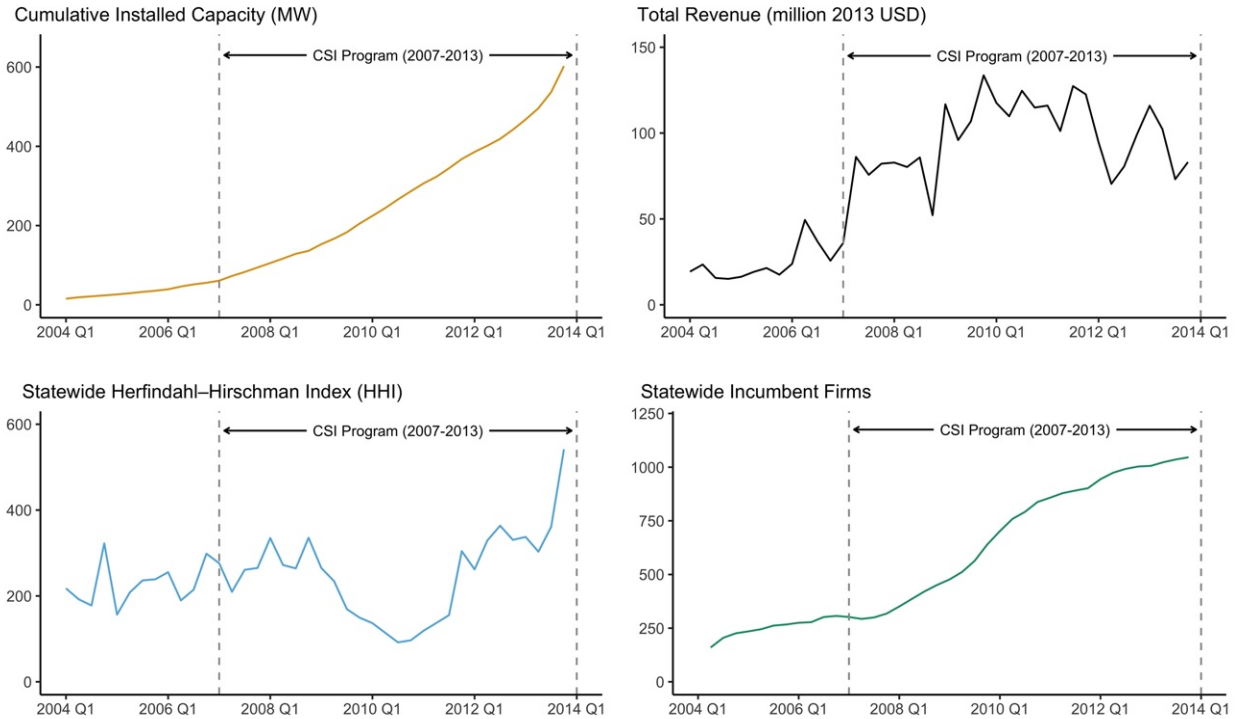 Cumulative Installed Capacity (MW)
CSI Program (2007-2013)
600
400
200
0
2004 Q1 2006 Q1 2008 Q1 2010 Q1 2012 Q1 2014 Q1
Total Revenue (million 2013 USD)
CSI Program (2007-2013)
150
100
50
0
2004 Q1 2006 Q1 2008 Q1 2010 Q1 2012 Q1 2014 Q1
Statewide Herfindahl–Hirschman Index (HHI)
CSI Program (2007-2013)
600
400
200
0
2004 Q1 2006 Q1 2008 Q1 2010 Q1 2012 Q1 2014 Q1
Statewide Incumbent Firms
1250
CSI Program (2007-2013)
1000
750
500
250
0
2004 Q1 2006 Q1 2008 Q1 2010 Q1 2012 Q1 2014 Q1